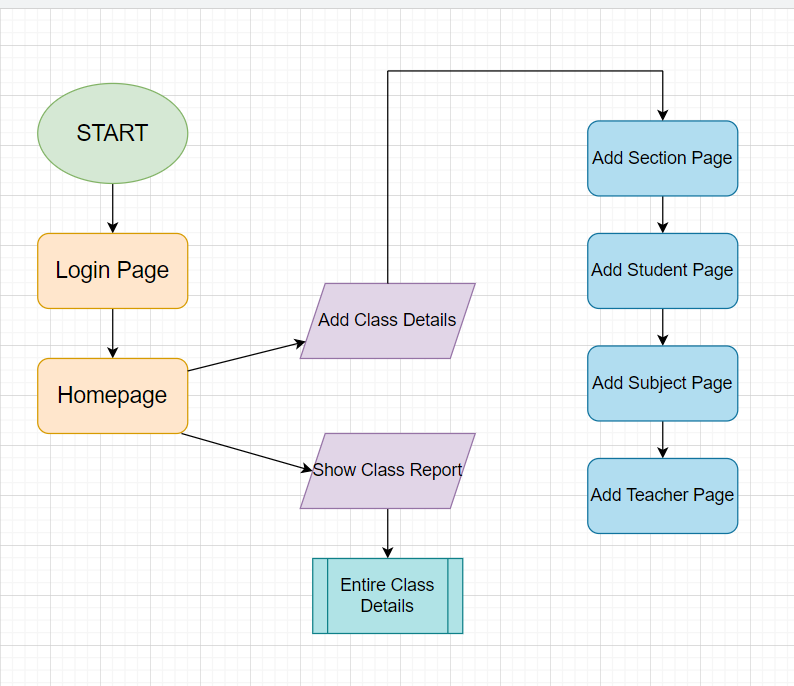 START
Login Page
Homepage
Add Class Details
Show Class Report
Entire Class
Details
Add Section Page
Add Student Page
Add Subject Page
Add Teacher Page